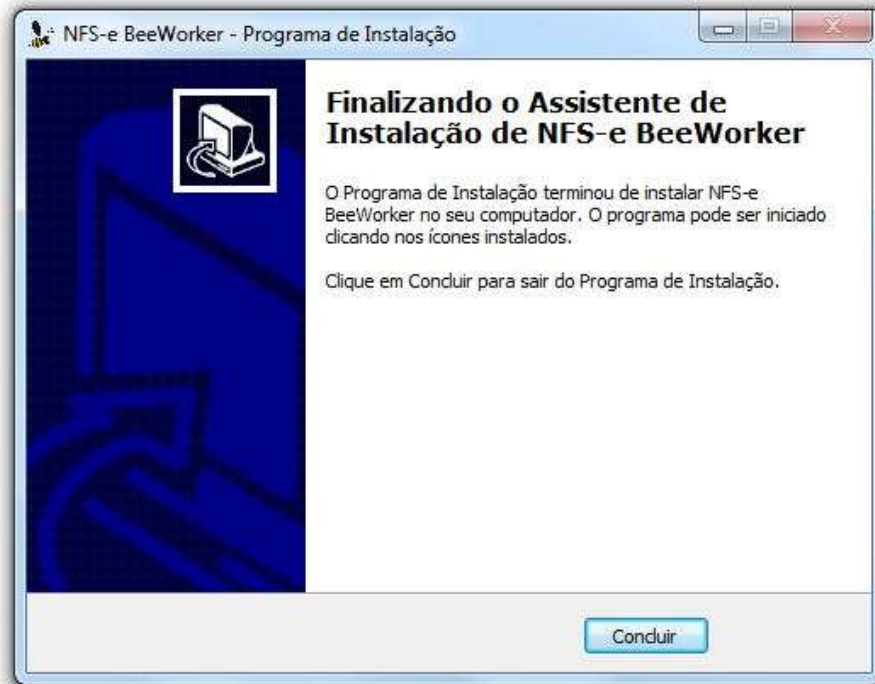 NFS-e BeeWorker - Programa de Instalação
Finalizando o Assistente de
Instalação de NFS-e BeeWorker
O Programa de Instalação terminou de instalar NFS-e
BeeWorker no seu computador. O programa pode ser iniciado
clicando nos ícones instalados.
Clique em Concluir para sair do Programa de Instalação.
Concluir